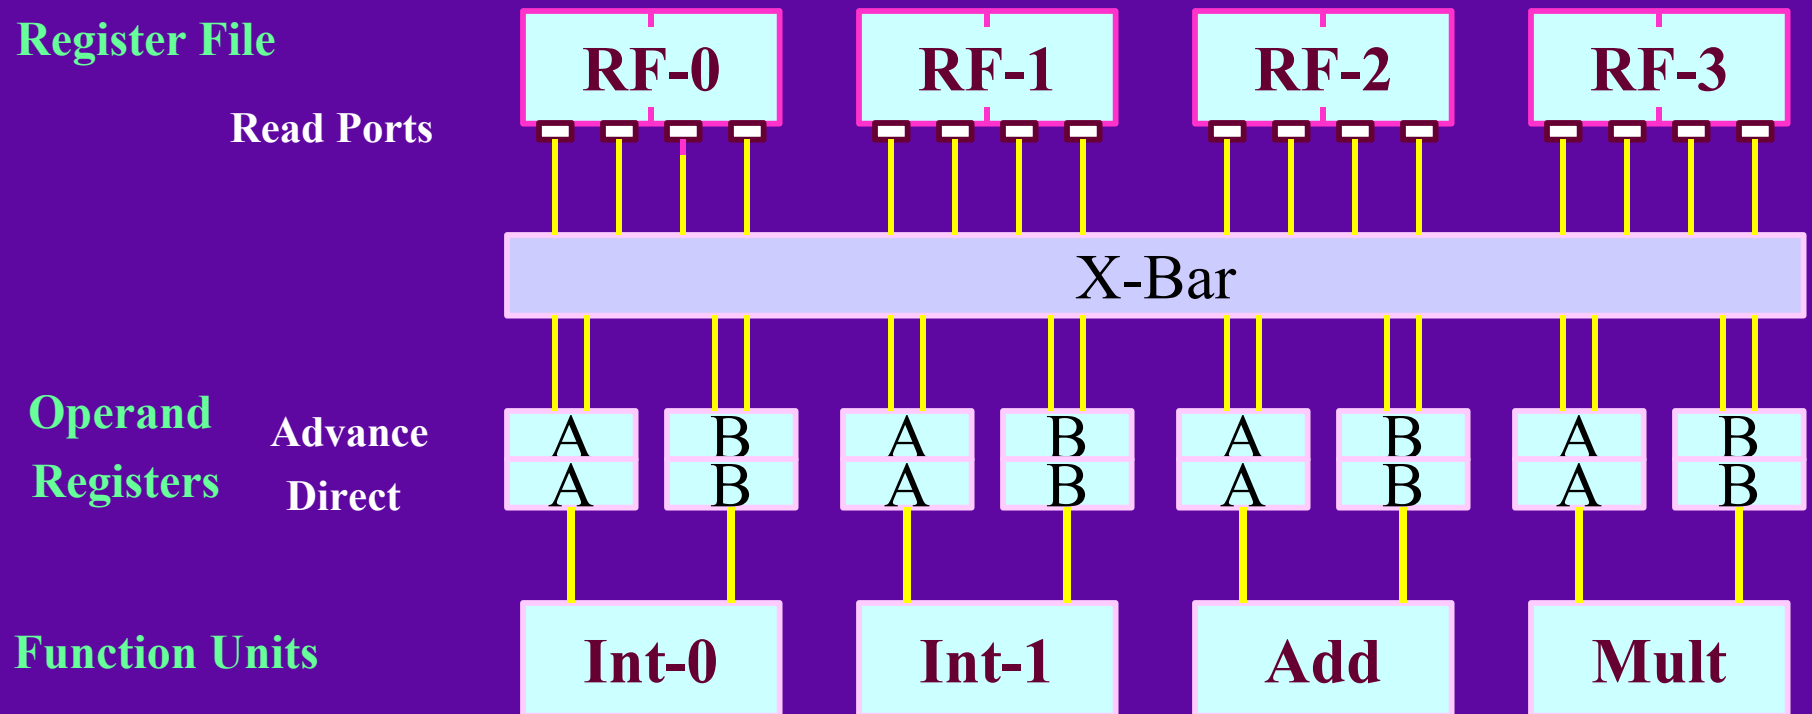 Register File
RF-0 RF-1 RF-2 RF-3
Read Ports
X-Bar
Operand
Advance
A B A B A B A B
Registers
Direct
A B A B A B A B
Function Units
Int-0 Int-1 Add Mult